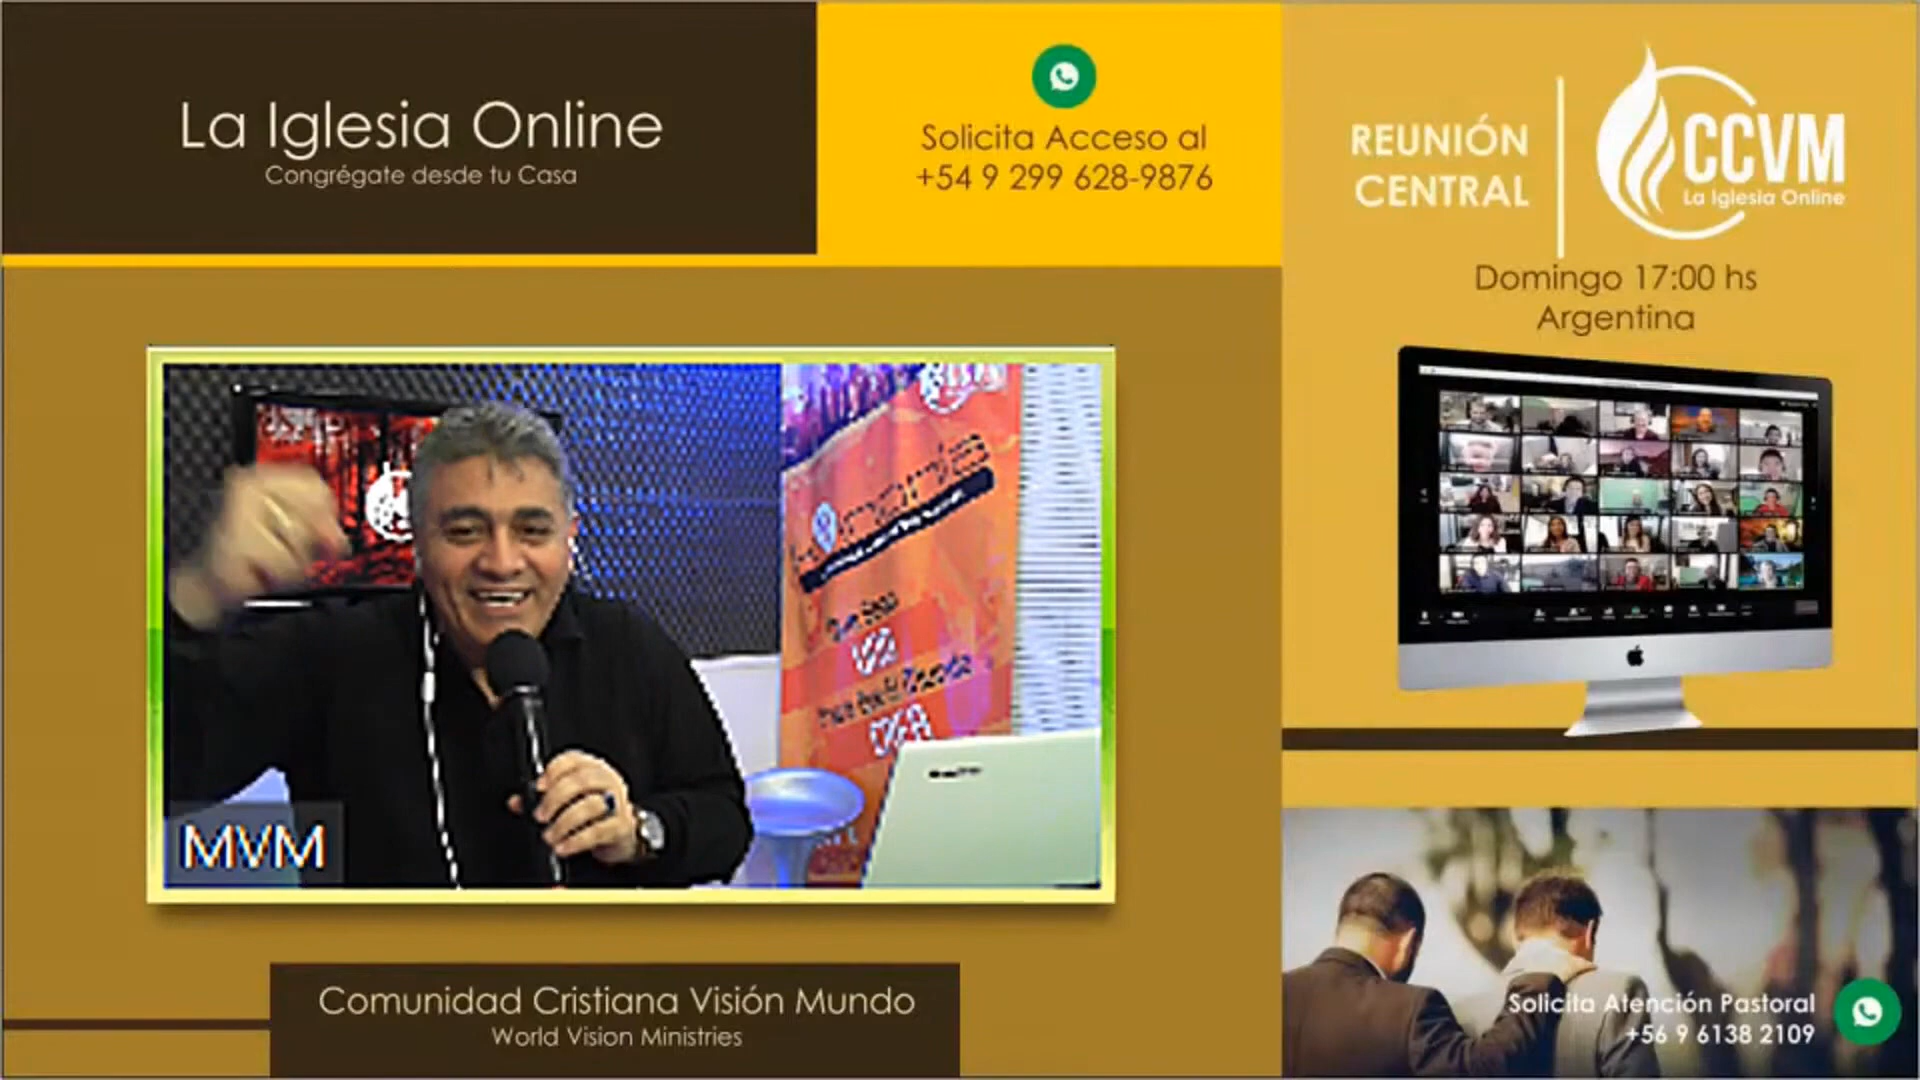 La Iglesia Online
Congrégate desde tu Casa
Solicita Acceso al
+54 9 299 628-9876
REUNIÓN
CENTRAL
CCVM
La Iglesia Online
Domingo 17:00 hs
Argentina
MVM
Comunidad Cristiana Visión Mundo
World Vision Ministries
Solicita Atención Pastoral
+56 9 6138 2109